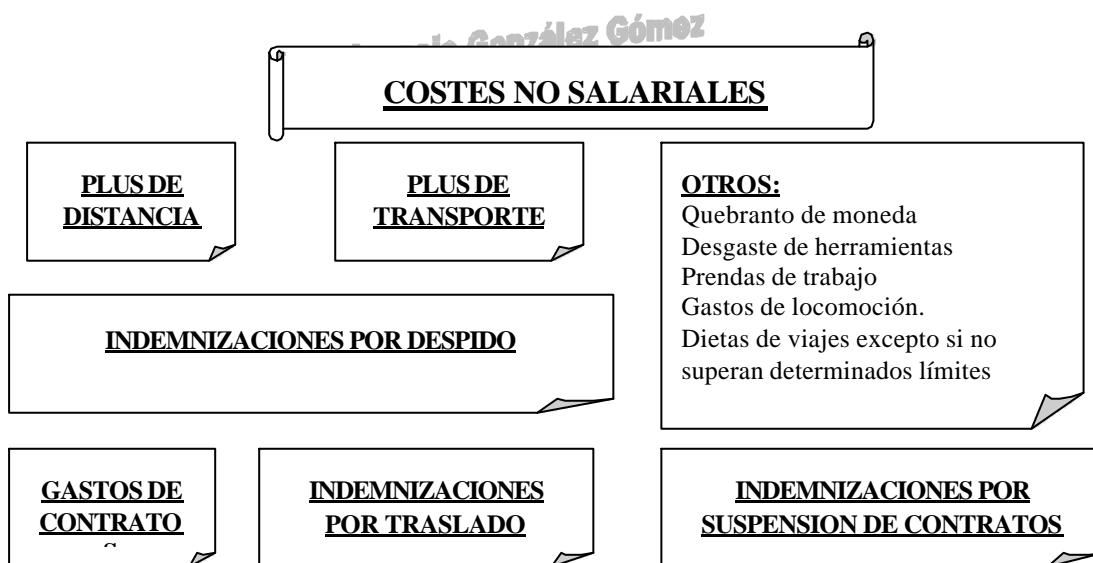 González Gómez
COSTES NO SALARIALES
PLUS DE
DISTANCIA
PLUS DE
TRANSPORTE
OTROS:
Quebranto de moneda
Desgaste de herramientas
Prendas de trabajo
Gastos de locomoción.
Dietas de viajes excepto si no
superan determinados límites
INDEMNIZACIONES POR DESPIDO
GASTOS DE
CONTRATO
S
INDEMNIZACIONES
POR TRASLADO
INDEMNIZACIONES POR
SUSPENSION DE CONTRATOS